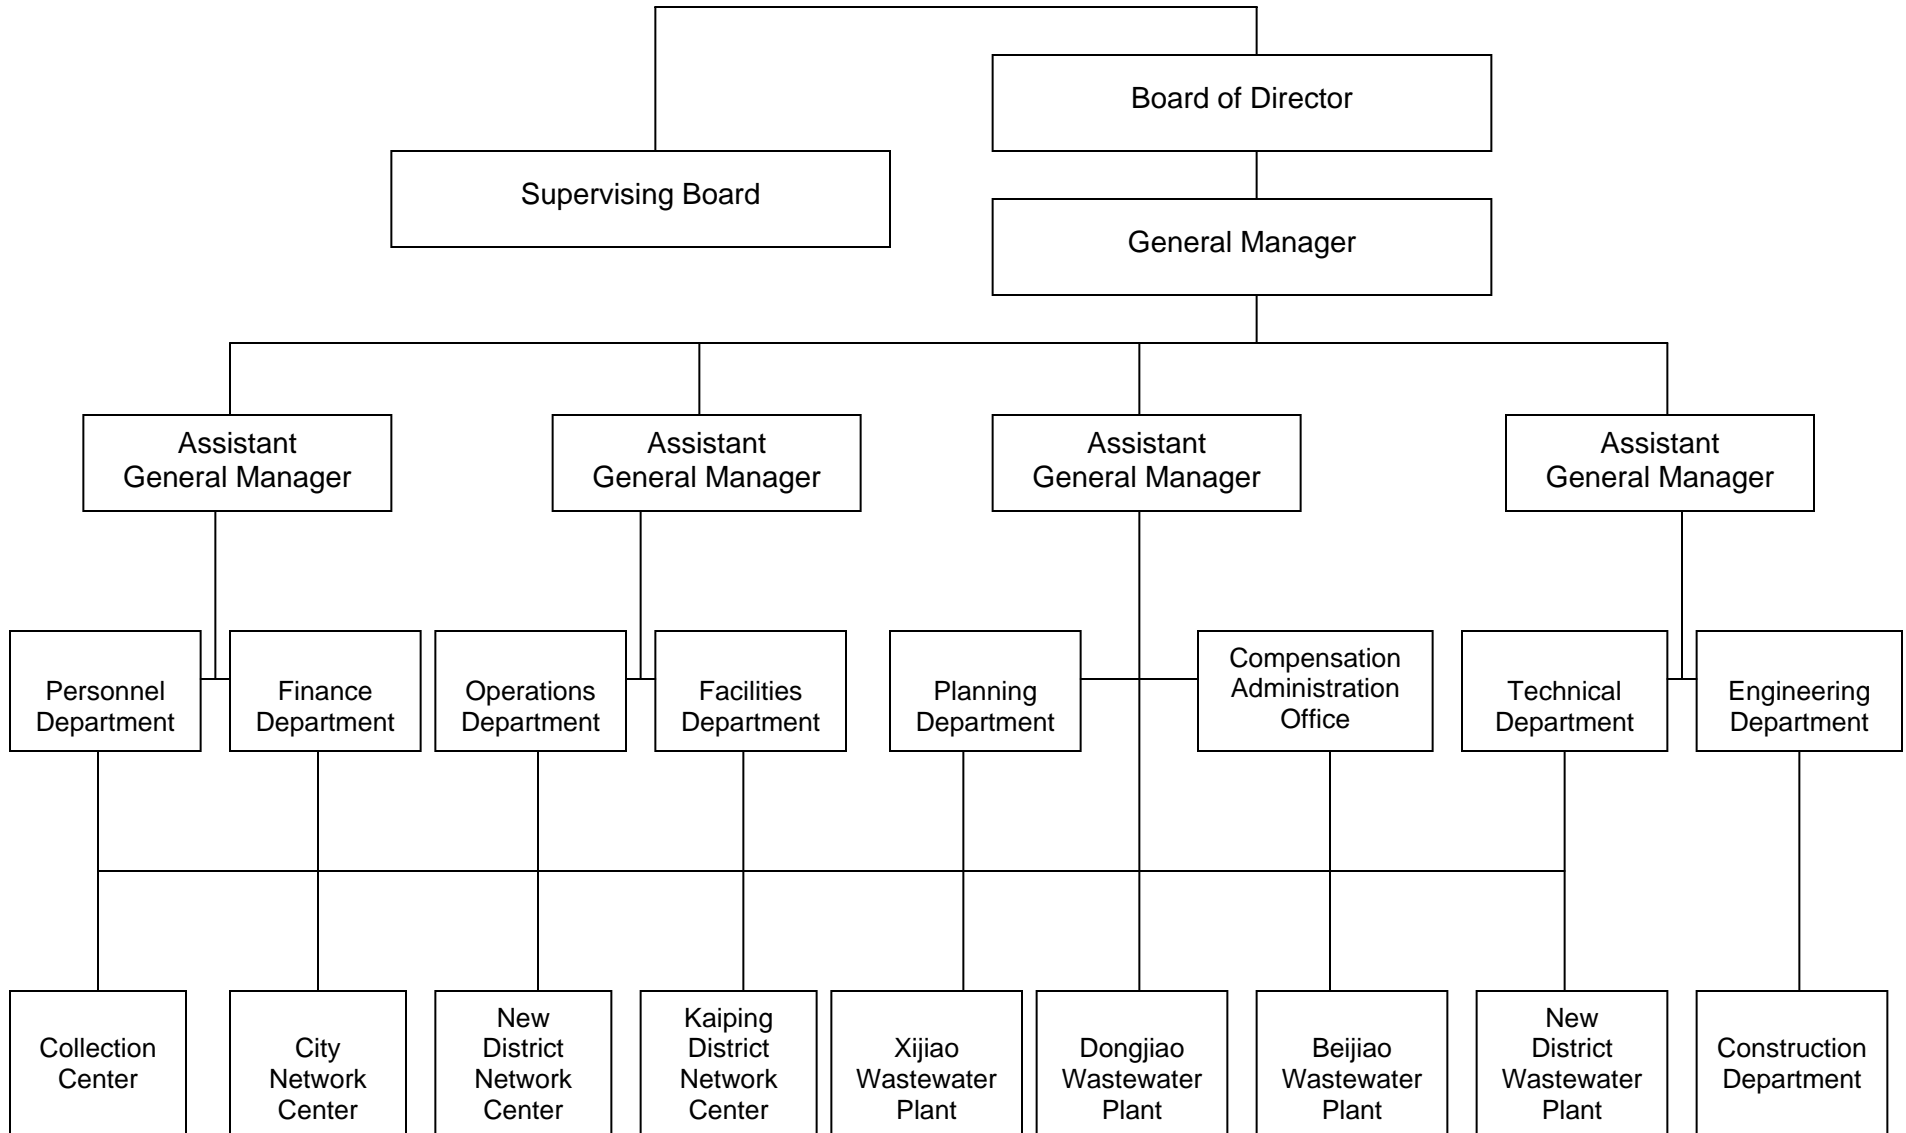 Board of Director
Supervising Board
General Manager
Assistant
General Manager
Assistant
General Manager
Assistant
General Manager
Assistant
General Manager
Personnel
Department
Finance
Department
Operations
Department
Facilities
Department
Planning
Department
Compensation
Administration
Office
Technical
Department
Engineering
Department
Collection
Center
City
Network
Center
New
District
Network
Center
Kaiping
District
Network
Center
Xijiao
Wastewater
Plant
Dongjiao
Wastewater
Plant
Beijiao
Wastewater
Plant
New
District
Wastewater
Plant
Construction
Department